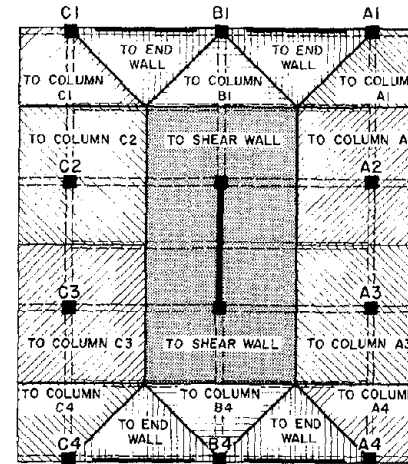 C1 B1 A1
TO END WALL
TO END WALL
TO COLUMN C1
TO COLUMN B1
TO COLUMN A1
TO COLUMN C2
TO SHEAR WALL
TO COLUMN A
C2
A2
C3
A3
TO COLUMN C3
TO SHEAR WALL
TO COLUMN A3
TO COLUMN C4
TO COLUMN B4
TO COLUMN A4
TO END WALL
TO END WALL
C4 B4 A4